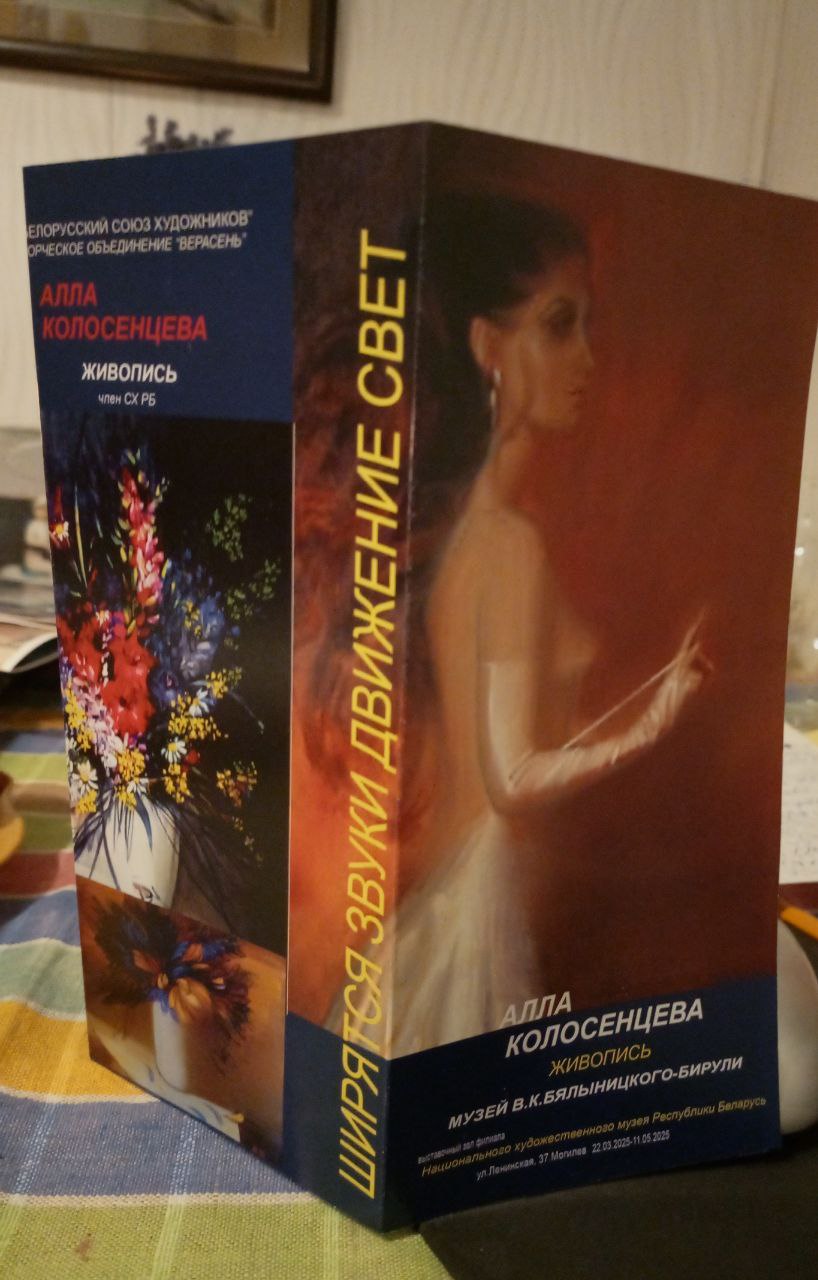 ЕЛОРУССКИЙ СОЮЗ ХУДОЖНИКОВ"
ОРЧЕСКОЕ ОБЪЕДИНЕНИЕ "ВЕРАСЕНЬ"
АЛЛА
КОЛОСЕНЦЕВА
ЖИВОПИСЬ
член СХ РБ
ШИРЯТСЯ ЗВУКИ ДВИЖЕНИЕ СВЕТ
АЛЛА
КОЛОСЕНЦЕВА
ЖИВОПИСЬ
МУЗЕЙ В.К.БЯЛЫНИЦКОГО-БИРУЛИ
выставочный зал филиала
Национального художественного музея Республики Беларусь
ул.Ленинская, 37 Могилев 22.03.2025-11.05.2025